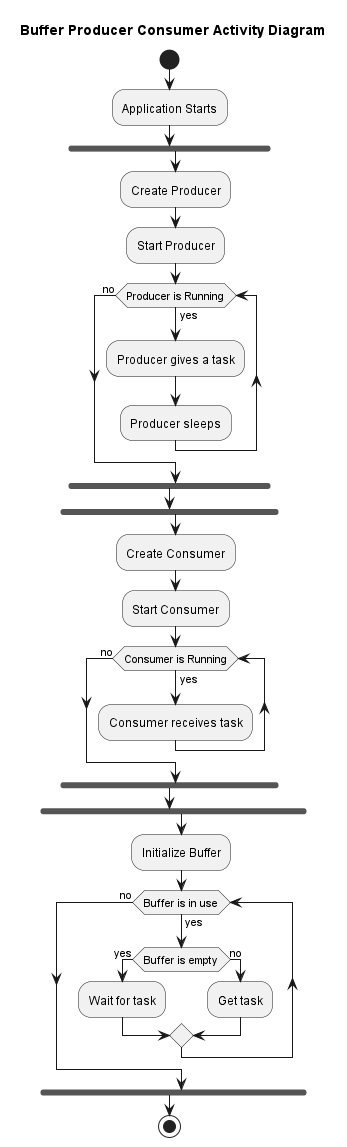 Buffer Producer Consumer Activity Diagram
Application Starts
Create Producer
Start Producer
no
Producer is Running
yes
Producer gives a task
Producer sleeps
Create Consumer
Start Consumer
no
Consumer is Running
yes
Consumer receives task
Initialize Buffer
no
Buffer is in use
yes
yes
Buffer is empty
no
Wait for task
Get task